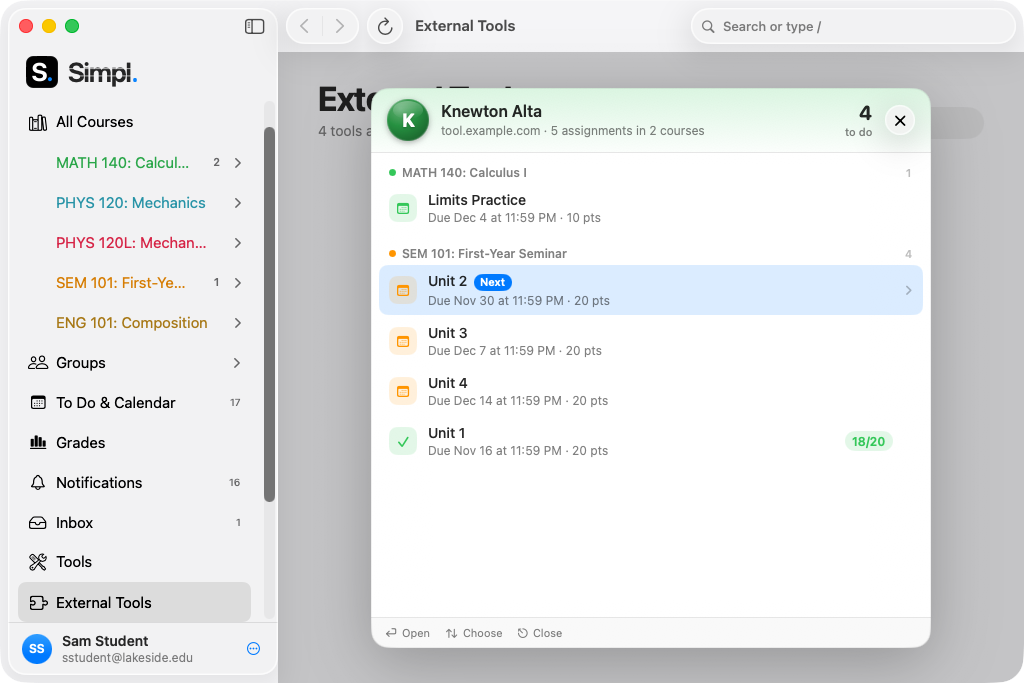 External Tools
Search or type /
S.
Simpl.
All Courses
MATH 140: Calcul... 2
PHYS 120: Mechanics
PHYS 120L: Mechan...
SEM 101: First-Ye... 1
ENG 101: Composition
Groups
To Do & Calendar 17
Grades
Notifications 16
Inbox 1
Tools
External Tools
SS
Sam Student
sstudent@lakeside.edu
4 tools
K
Knewton Alta
tool.example.com · 5 assignments in 2 courses
4
to do
MATH 140: Calculus I 1
Limits Practice
Due Dec 4 at 11:59 PM · 10 pts
SEM 101: First-Year Seminar 4
Unit 2 Next
Due Nov 30 at 11:59 PM · 20 pts
Unit 3
Due Dec 7 at 11:59 PM · 20 pts
Unit 4
Due Dec 14 at 11:59 PM · 20 pts
Unit 1
Due Nov 16 at 11:59 PM · 20 pts
18/20
Open Choose Close